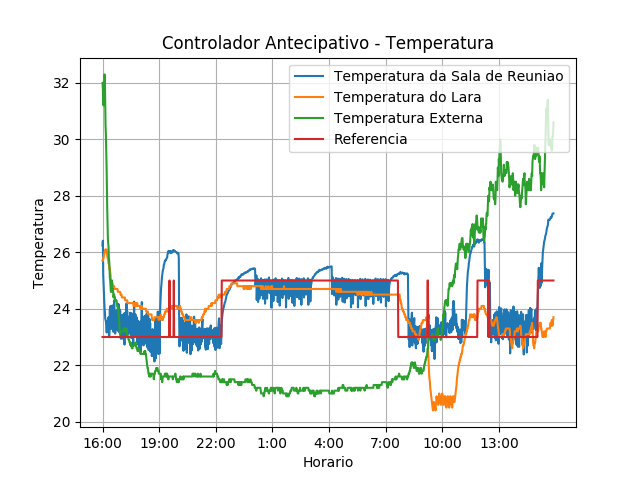 Controlador Antecipativo - Temperatura
Temperatura da Sala de Reuniao
Temperatura do Lara
Temperatura Externa
Referencia
Temperatura
32
30
28
26
24
22
20
16:00 19:00 22:00 1:00 4:00 7:00 10:00 13:00
Horario